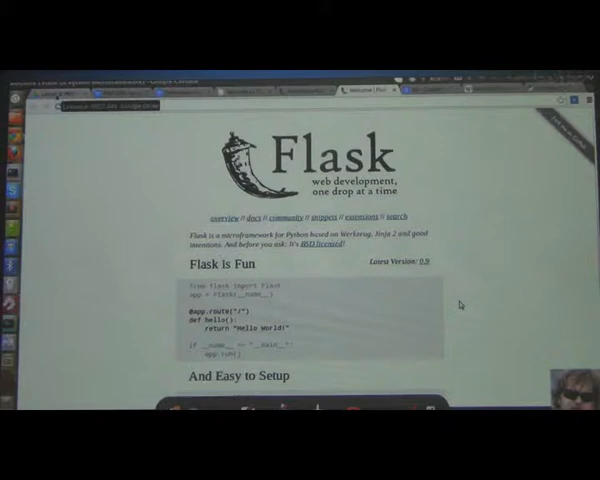 Flask
web development,
one drop at a time
overview // docs // community // snippets // extensions // search
Flask is a microframework for Python based on Werkzeug, Jinja 2 and good
intentions. And before you ask: It's BSD licensed!
Flask is Fun
Latest Version: 0.9
from flask import Flask
app = Flask(__name__)
@app.route("/")
def hello():
return "Hello World!"
if __name__ == "__main__":
app.run()
And Easy to Setup